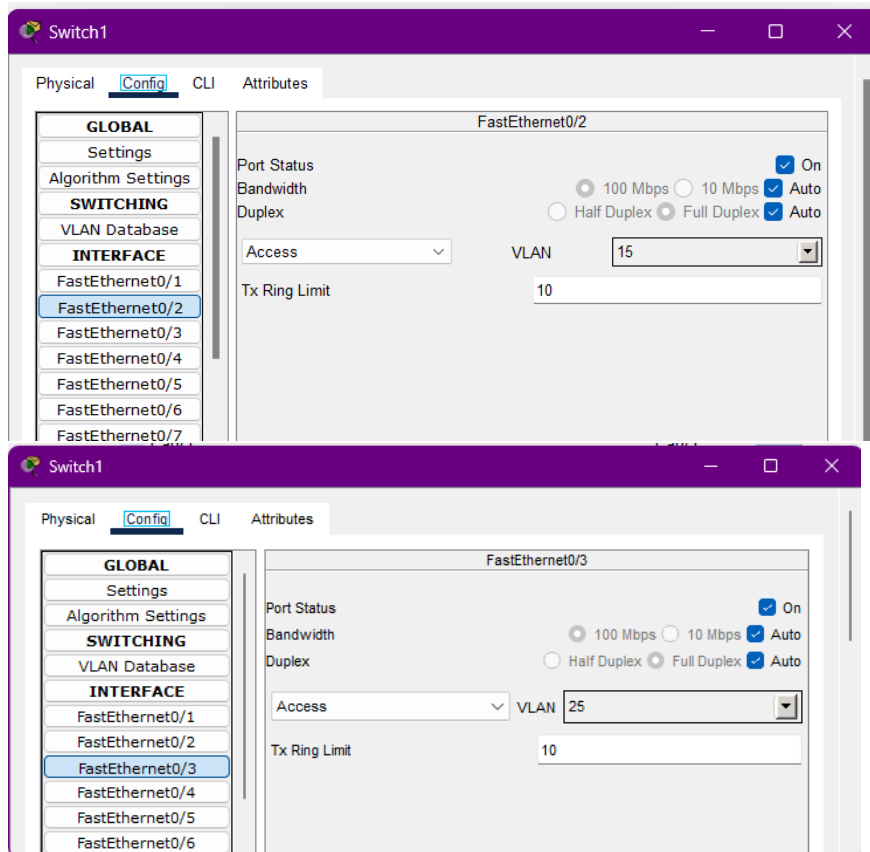 Switch1
Physical Config CLI Attributes
GLOBAL
Settings
Algorithm Settings
SWITCHING
VLAN Database
INTERFACE
FastEthernet0/1
FastEthernet0/2
FastEthernet0/3
FastEthernet0/4
FastEthernet0/5
FastEthernet0/6
FastEthernet0/7
FastEthernet0/2
Port Status On
Bandwidth 100 Mbps 10 Mbps Auto
Duplex Half Duplex Full Duplex Auto
Access VLAN 15
Tx Ring Limit 10
Switch1
Physical Config CLI Attributes
GLOBAL
Settings
Algorithm Settings
SWITCHING
VLAN Database
INTERFACE
FastEthernet0/1
FastEthernet0/2
FastEthernet0/3
FastEthernet0/4
FastEthernet0/5
FastEthernet0/6
FastEthernet0/3
Port Status On
Bandwidth 100 Mbps 10 Mbps Auto
Duplex Half Duplex Full Duplex Auto
Access VLAN 25
Tx Ring Limit 10